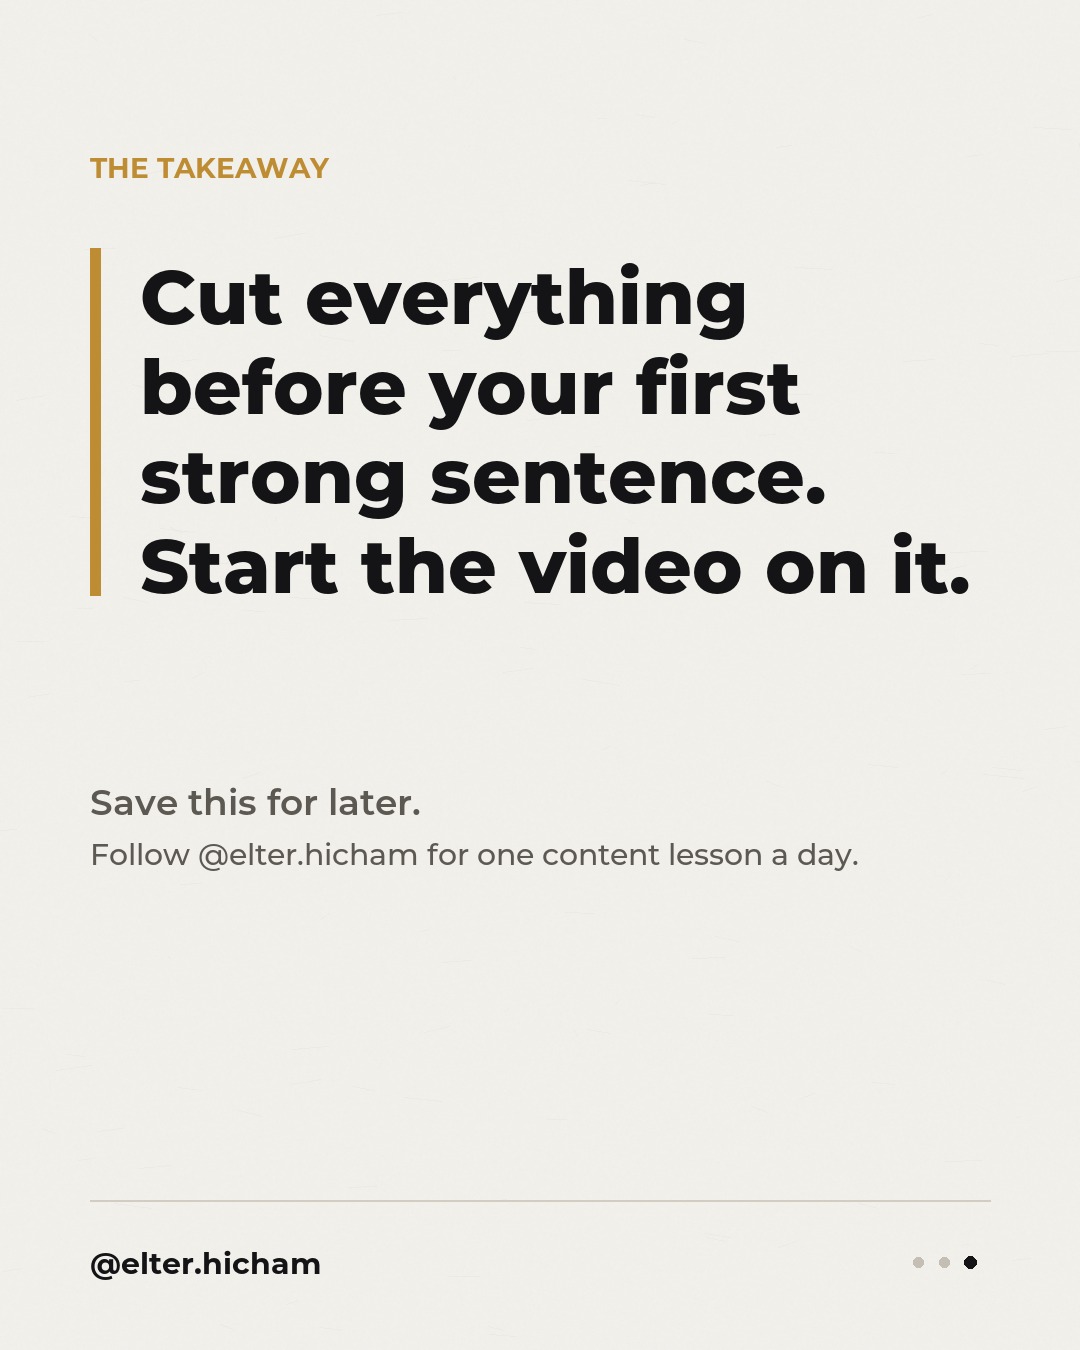 THE TAKEAWAY
Cut everything
before your first
strong sentence.
Start the video on it.
Save this for later.
Follow @elter.hicham for one content lesson a day.
@elter.hicham